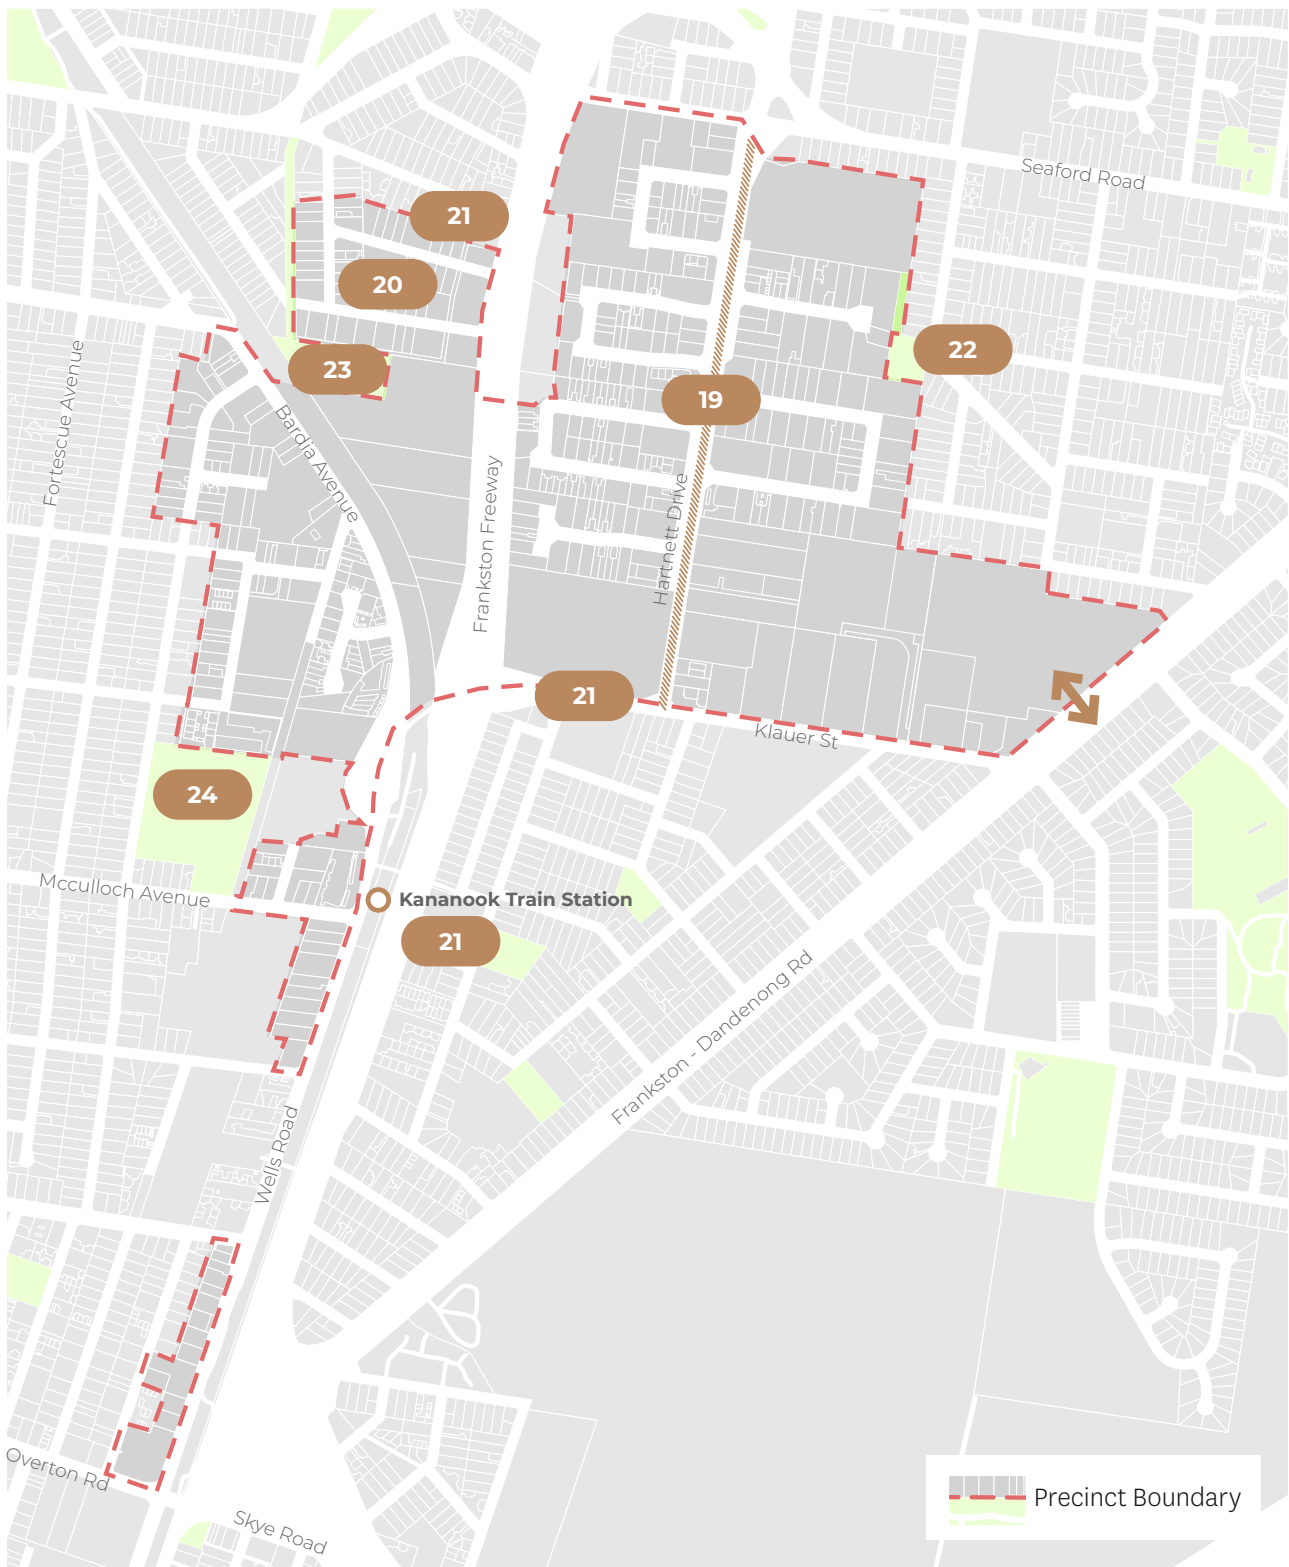 Seaford Road
21
20
22
23
19
Fortescue Avenue
Bardia Avenue
Frankston Freeway
Hartnett Drive
21
Klauer St
24
Mcculloch Avenue
Kananook Train Station
21
Frankston - Dandenong Rd
Wells Road
Overton Rd
Skye Road
Precinct Boundary